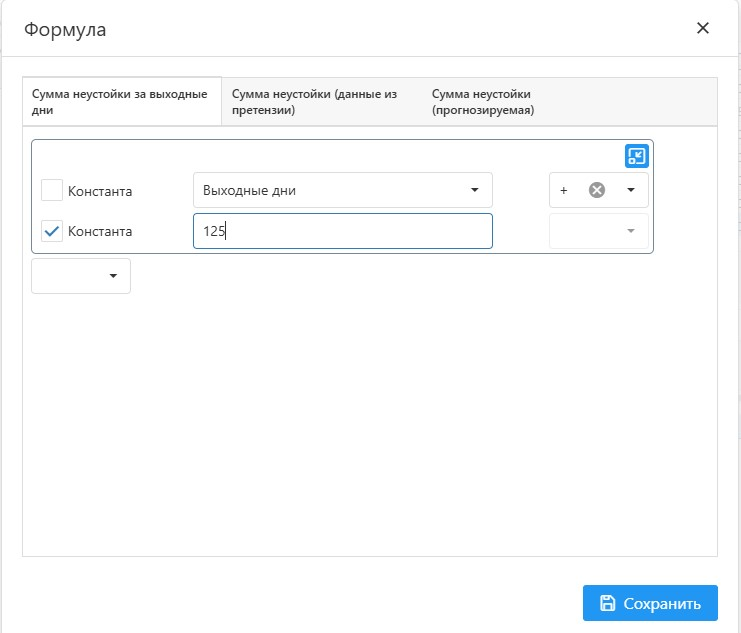 Формула
Сумма неустойки за выходные
дни
Сумма неустойки (данные из
претензии)
Сумма неустойки
(прогнозируемая)
Константа
Выходные дни
+
Константа
125
Сохранить